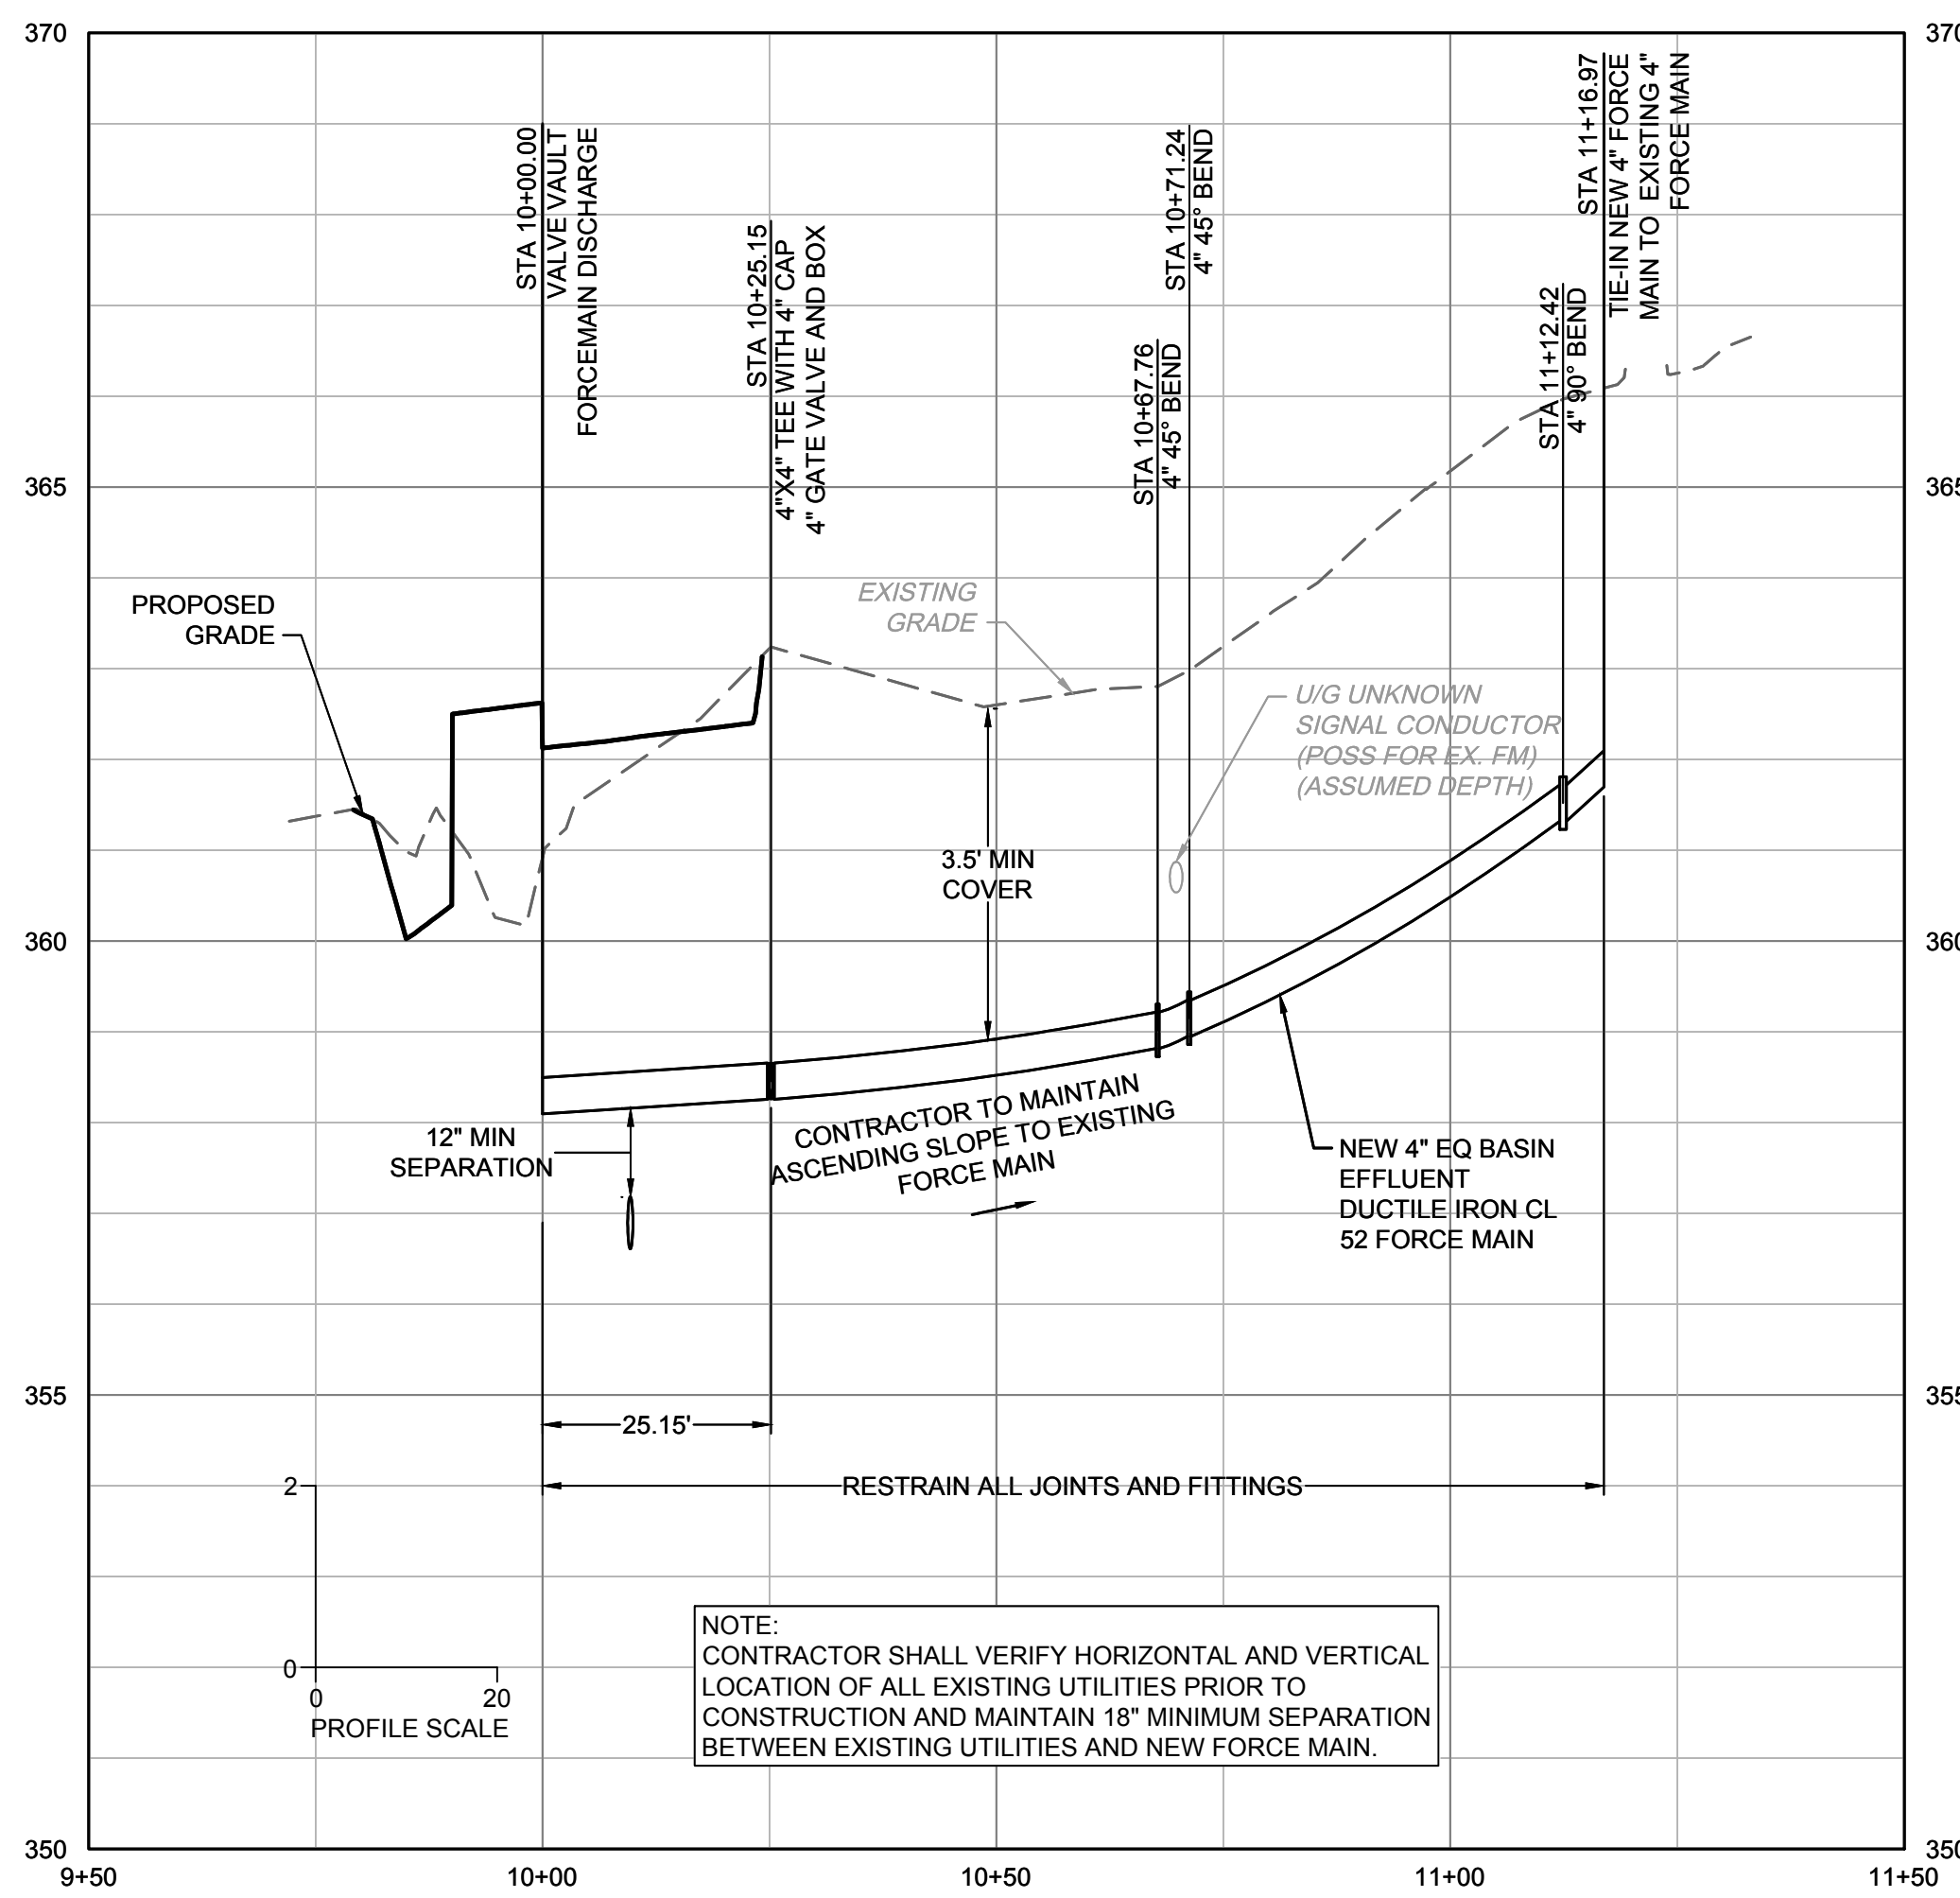 370
370
STA 10+00.00
VALVE VAULT
FORCEMAIN DISCHARGE
STA 10+25.15
4"X4" TEE WITH 4" CAP
4" GATE VALVE AND BOX
STA 10+67.76
4" 45° BEND
STA 10+71.24
4" 45° BEND
STA 11+12.42
4" 90° BEND
STA 11+16.97
TIE-IN NEW 4" FORCE
MAIN TO EXISTING 4"
FORCE MAIN
365
365
PROPOSED
GRADE
EXISTING
GRADE
U/G UNKNOWN
SIGNAL CONDUCTOR
(POSS FOR EX. FM)
(ASSUMED DEPTH)
3.5' MIN
COVER
360
360
12" MIN
SEPARATION
CONTRACTOR TO MAINTAIN
ASCENDING SLOPE TO EXISTING
FORCE MAIN
NEW 4" EQ BASIN
EFFLUENT
DUCTILE IRON CL
52 FORCE MAIN
355
355
25.15'
RESTRAIN ALL JOINTS AND FITTINGS
2
0
0 20
PROFILE SCALE
NOTE:
CONTRACTOR SHALL VERIFY HORIZONTAL AND VERTICAL
LOCATION OF ALL EXISTING UTILITIES PRIOR TO
CONSTRUCTION AND MAINTAIN 18" MINIMUM SEPARATION
BETWEEN EXISTING UTILITIES AND NEW FORCE MAIN.
350
350
9+50 10+00 10+50 11+00 11+50